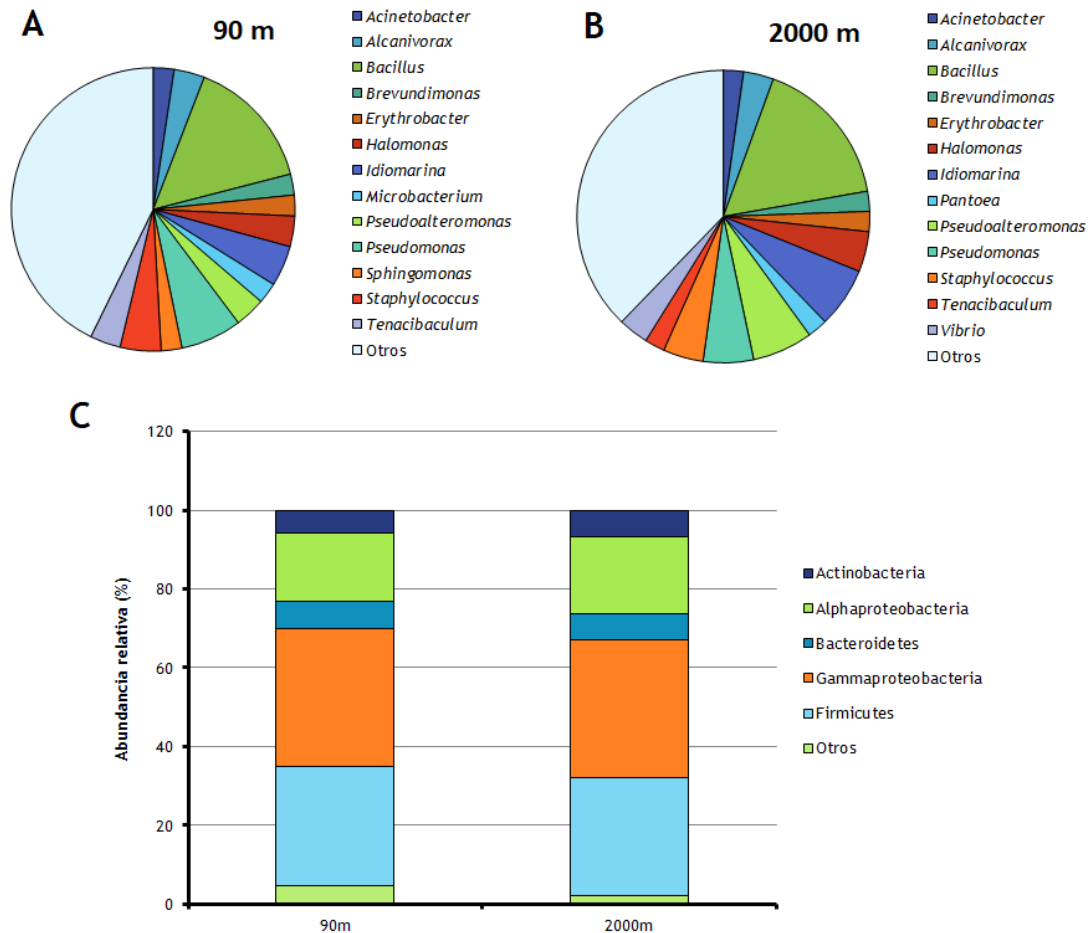 A
90 m
Acinetobacter
Alcanivorax
Bacillus
Brevundimonas
Erythrobacter
Halomonas
Idiomarina
Microbacterium
Pseudoalteromonas
Pseudomonas
Sphingomonas
Staphylococcus
Tenacibaculum
Otros
B
2000 m
Acinetobacter
Alcanivorax
Bacillus
Brevundimonas
Erythrobacter
Halomonas
Idiomarina
Pantoea
Pseudoalteromonas
Pseudomonas
Staphylococcus
Tenacibaculum
Vibrio
Otros
C
Abundancia relativa (%)
120
100
80
60
40
20
0
90m
2000m
Actinobacteria
Alphaproteobacteria
Bacteroidetes
Gammaproteobacteria
Firmicutes
Otros